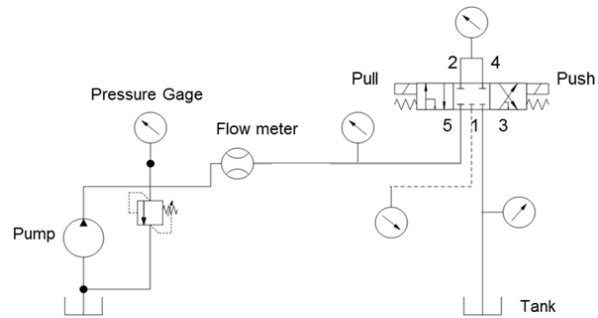 2 4
Pull
Push
Pressure Gage
5 1 3
Flow meter
Pump
Tank